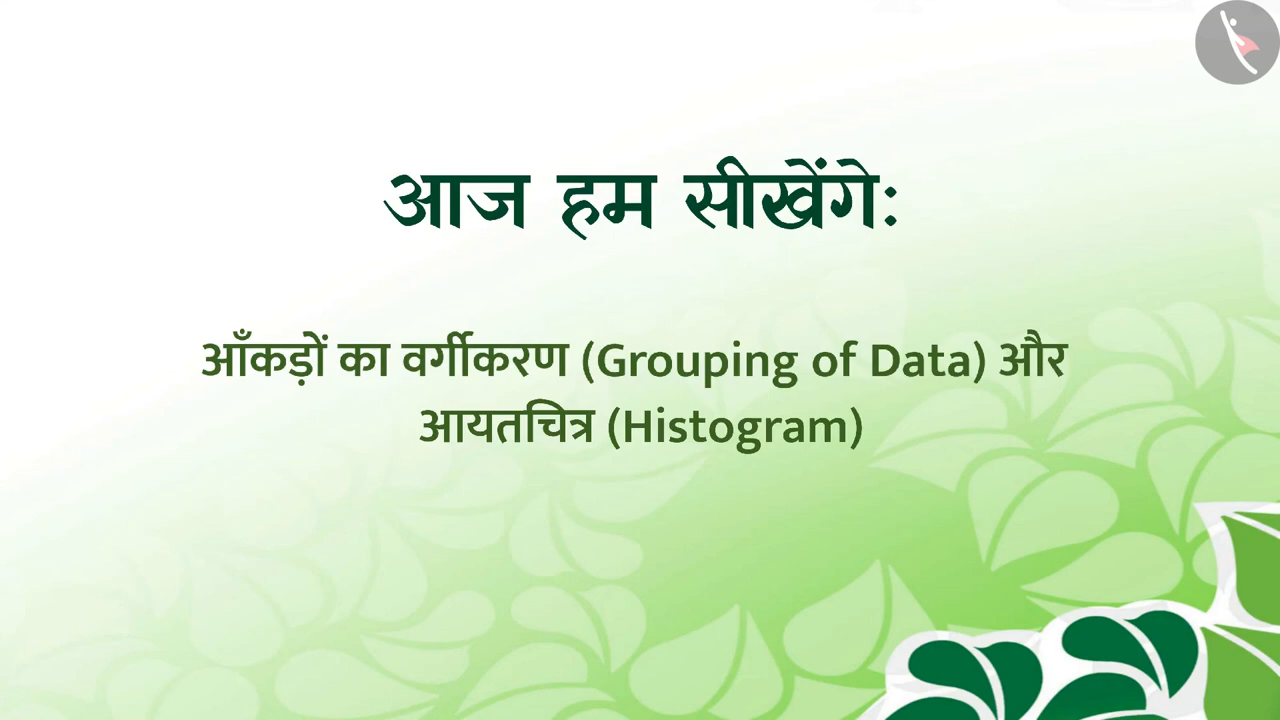 आज हम सीखेंगे:
आँकड़ों का वर्गीकरण (Grouping of Data) और
आयतचित्र (Histogram)